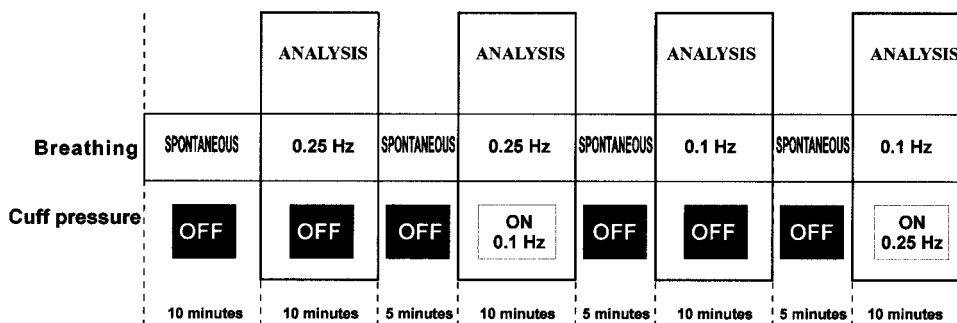 ANALYSIS ANALYSIS ANALYSIS ANALYSIS
Breathing SPONTANEOUS 0.25 Hz SPONTANEOUS 0.25 Hz SPONTANEOUS 0.1 Hz SPONTANEOUS 0.1 Hz
Cuff pressure OFF OFF OFF ON 0.1 Hz OFF OFF OFF ON 0.25 Hz
10 minutes 10 minutes 5 minutes 10 minutes 5 minutes 10 minutes 5 minutes 10 minutes